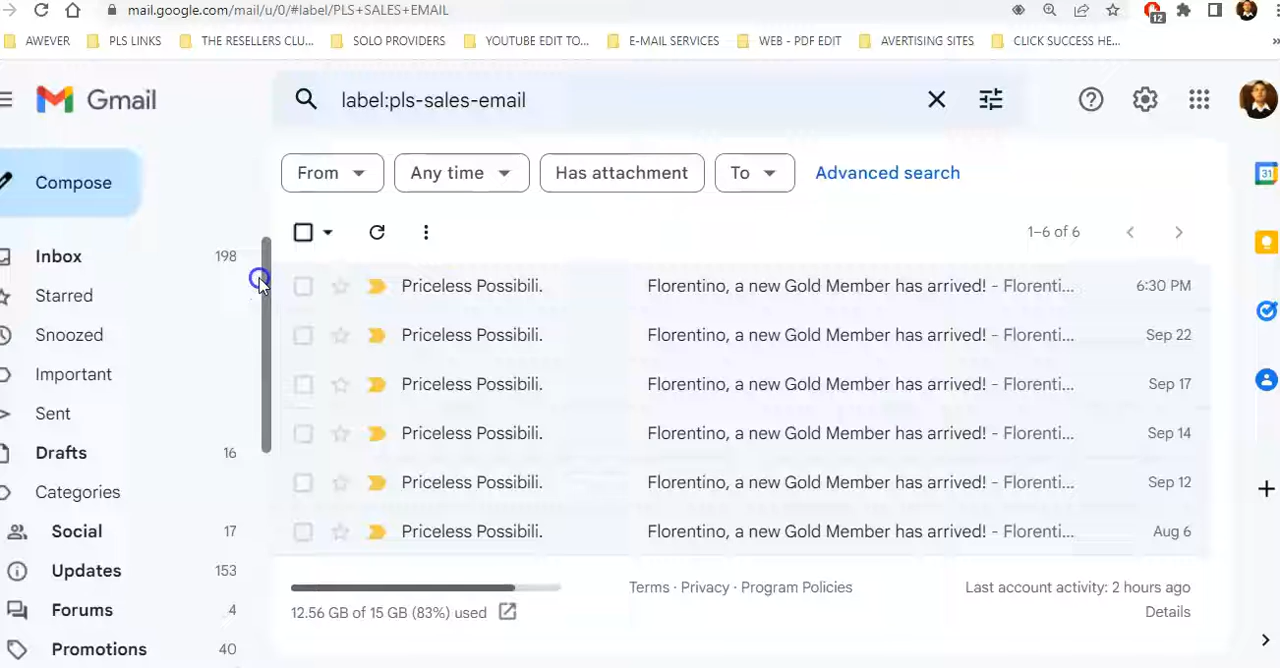 mail.google.com/mail/u/0/#label/PLS+SALES+EMAIL
12
AWEVER PLS LINKS THE RESELLERS CLU... SOLO PROVIDERS YOUTUBE EDIT TO... E-MAIL SERVICES WEB - PDF EDIT AVERTISING SITES CLICK SUCCESS HE... »
Gmail
label:pls-sales-email
Compose
From Any time Has attachment To Advanced search
31
1–6 of 6
Inbox 198
Starred
Snoozed
Important
Sent
Drafts 16
Categories
Social 17
Updates 153
Forums 4
Promotions 40
Priceless Possibili. Florentino, a new Gold Member has arrived! - Florenti... 6:30 PM
Priceless Possibili. Florentino, a new Gold Member has arrived! - Florenti... Sep 22
Priceless Possibili. Florentino, a new Gold Member has arrived! - Florenti... Sep 17
Priceless Possibili. Florentino, a new Gold Member has arrived! - Florenti... Sep 14
Priceless Possibili. Florentino, a new Gold Member has arrived! - Florenti... Sep 12
Priceless Possibili. Florentino, a new Gold Member has arrived! - Florenti... Aug 6
12.56 GB of 15 GB (83%) used
Terms · Privacy · Program Policies
Last account activity: 2 hours ago
Details